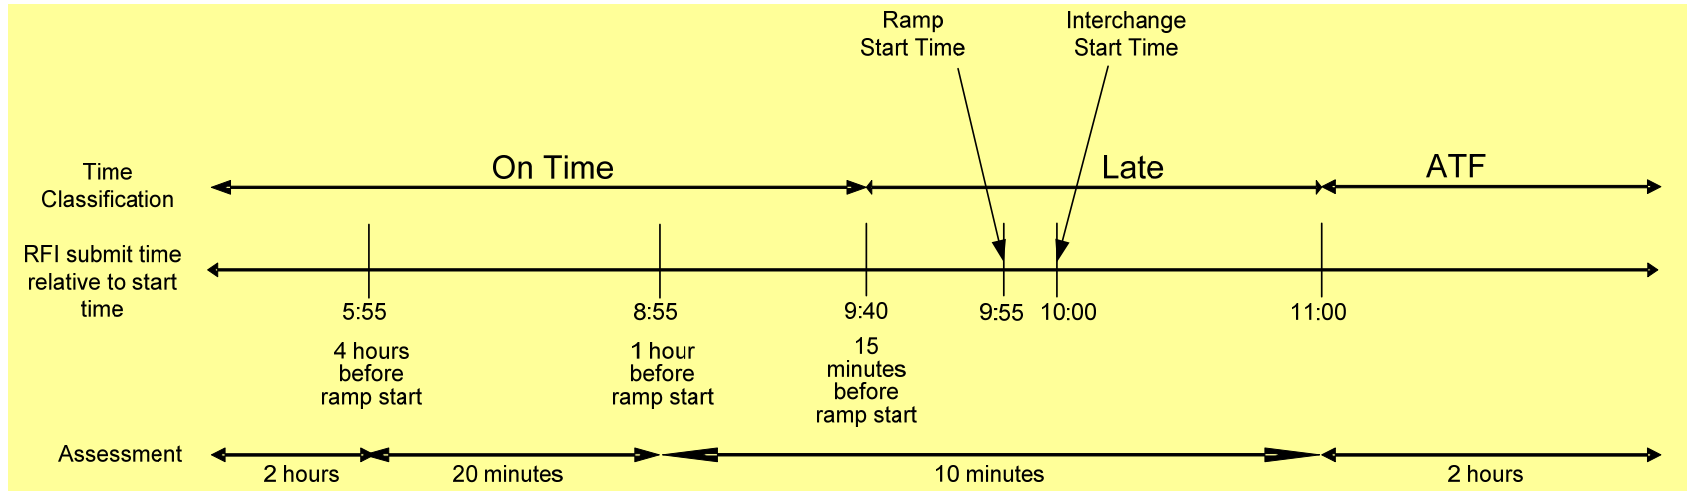 Ramp
Start Time
Interchange
Start Time
Time
Classification
On Time
Late
ATF
RFI submit time
relative to start
time
5:55
8:55
9:40
9:55
10:00
11:00
4 hours
before
ramp start
1 hour
before
ramp start
15
minutes
before
ramp start
Assessment
2 hours
20 minutes
10 minutes
2 hours